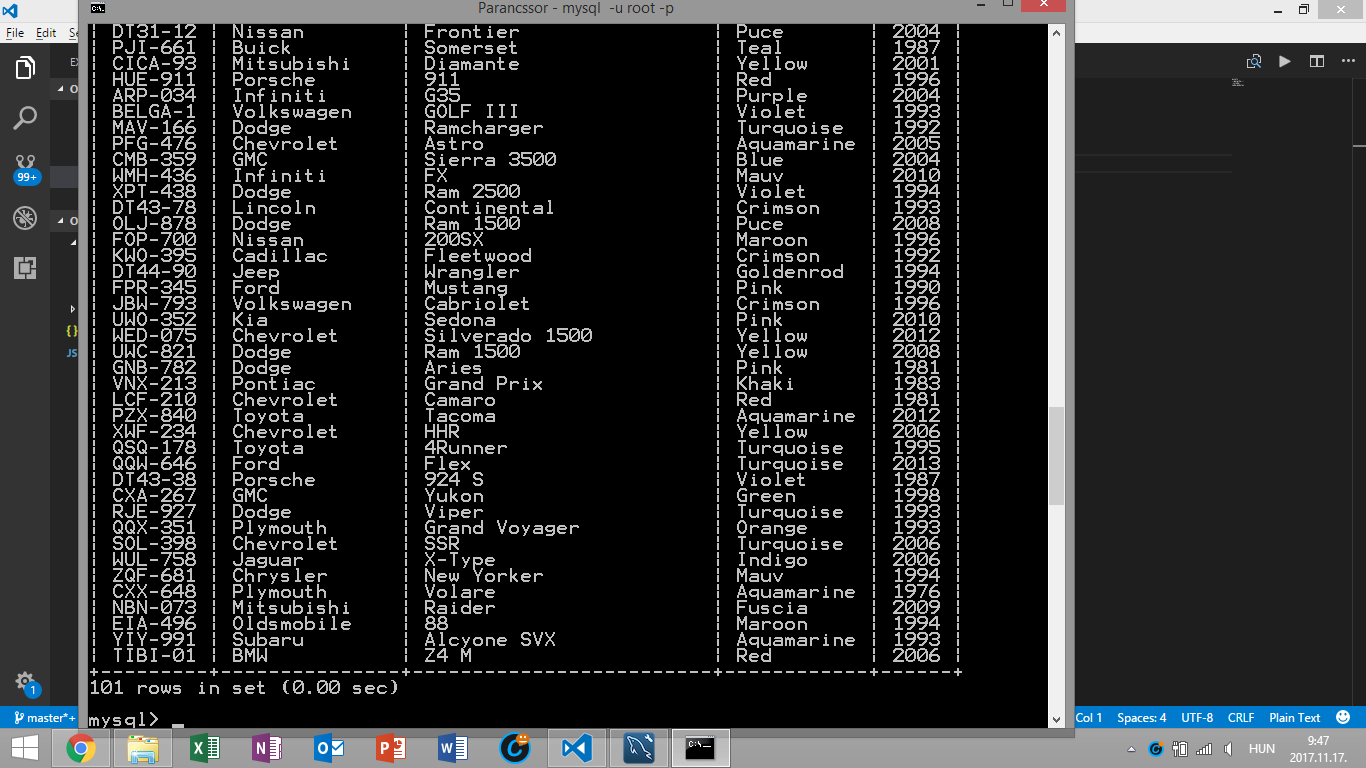 Parancssor - mysql  -u root -p
File Edit Se
EX
| DT31-12 | Nissan | Frontier | Puce | 2004 |
| PJI-661 | Buick | Somerset | Teal | 1987 |
| CICA-93 | Mitsubishi | Diamante | Yellow | 2001 |
| HUE-911 | Porsche | 911 | Red | 1996 |
| ARP-034 | Infiniti | G35 | Purple | 2004 |
| BELGA-1 | Volkswagen | GOLF III | Violet | 1993 |
| MAV-166 | Dodge | Ramcharger | Turquoise | 1992 |
| PFG-476 | Chevrolet | Astro | Aquamarine | 2005 |
| CMB-359 | GMC | Sierra 3500 | Blue | 2004 |
| WMH-436 | Infiniti | FX | Mauv | 2010 |
| XPT-438 | Dodge | Ram 2500 | Violet | 1994 |
| DT43-78 | Lincoln | Continental | Crimson | 1993 |
| OLJ-878 | Dodge | Ram 1500 | Puce | 2008 |
| FOP-700 | Nissan | 200SX | Maroon | 1996 |
| KWO-395 | Cadillac | Fleetwood | Crimson | 1992 |
| DT44-90 | Jeep | Wrangler | Goldenrod | 1994 |
| FPR-345 | Ford | Mustang | Pink | 1990 |
| JBW-793 | Volkswagen | Cabriolet | Crimson | 1996 |
| UWO-352 | Kia | Sedona | Pink | 2010 |
| WED-075 | Chevrolet | Silverado 1500 | Yellow | 2012 |
| UWC-821 | Dodge | Ram 1500 | Yellow | 2008 |
| GNB-782 | Dodge | Aries | Pink | 1981 |
| VNX-213 | Pontiac | Grand Prix | Khaki | 1983 |
| LCF-210 | Chevrolet | Camaro | Red | 1981 |
| PZX-840 | Toyota | Tacoma | Aquamarine | 2012 |
| XWF-234 | Chevrolet | HHR | Yellow | 2006 |
| QSQ-178 | Toyota | 4Runner | Turquoise | 1995 |
| QQW-646 | Ford | Flex | Turquoise | 2013 |
| DT43-38 | Porsche | 924 S | Violet | 1987 |
| CXA-267 | GMC | Yukon | Green | 1998 |
| RJE-927 | Dodge | Viper | Turquoise | 1993 |
| QQX-351 | Plymouth | Grand Voyager | Orange | 1993 |
| SOL-398 | Chevrolet | SSR | Turquoise | 2006 |
| WUL-758 | Jaguar | X-Type | Indigo | 2006 |
| ZQF-681 | Chrysler | New Yorker | Mauv | 1994 |
| CXX-648 | Plymouth | Volare | Aquamarine | 1976 |
| NBN-073 | Mitsubishi | Raider | Fuscia | 2009 |
| EIA-496 | Oldsmobile | 88 | Maroon | 1994 |
| YIY-991 | Subaru | Alcyone SVX | Aquamarine | 1993 |
| TIBI-01 | BMW | Z4 M | Red | 2006 |
101 rows in set (0.00 sec)
mysql> _
99+
O
O
{}
JS
1
master*+ Col 1 Spaces: 4 UTF-8 CRLF Plain Text
HUN 9:47
2017.11.17.